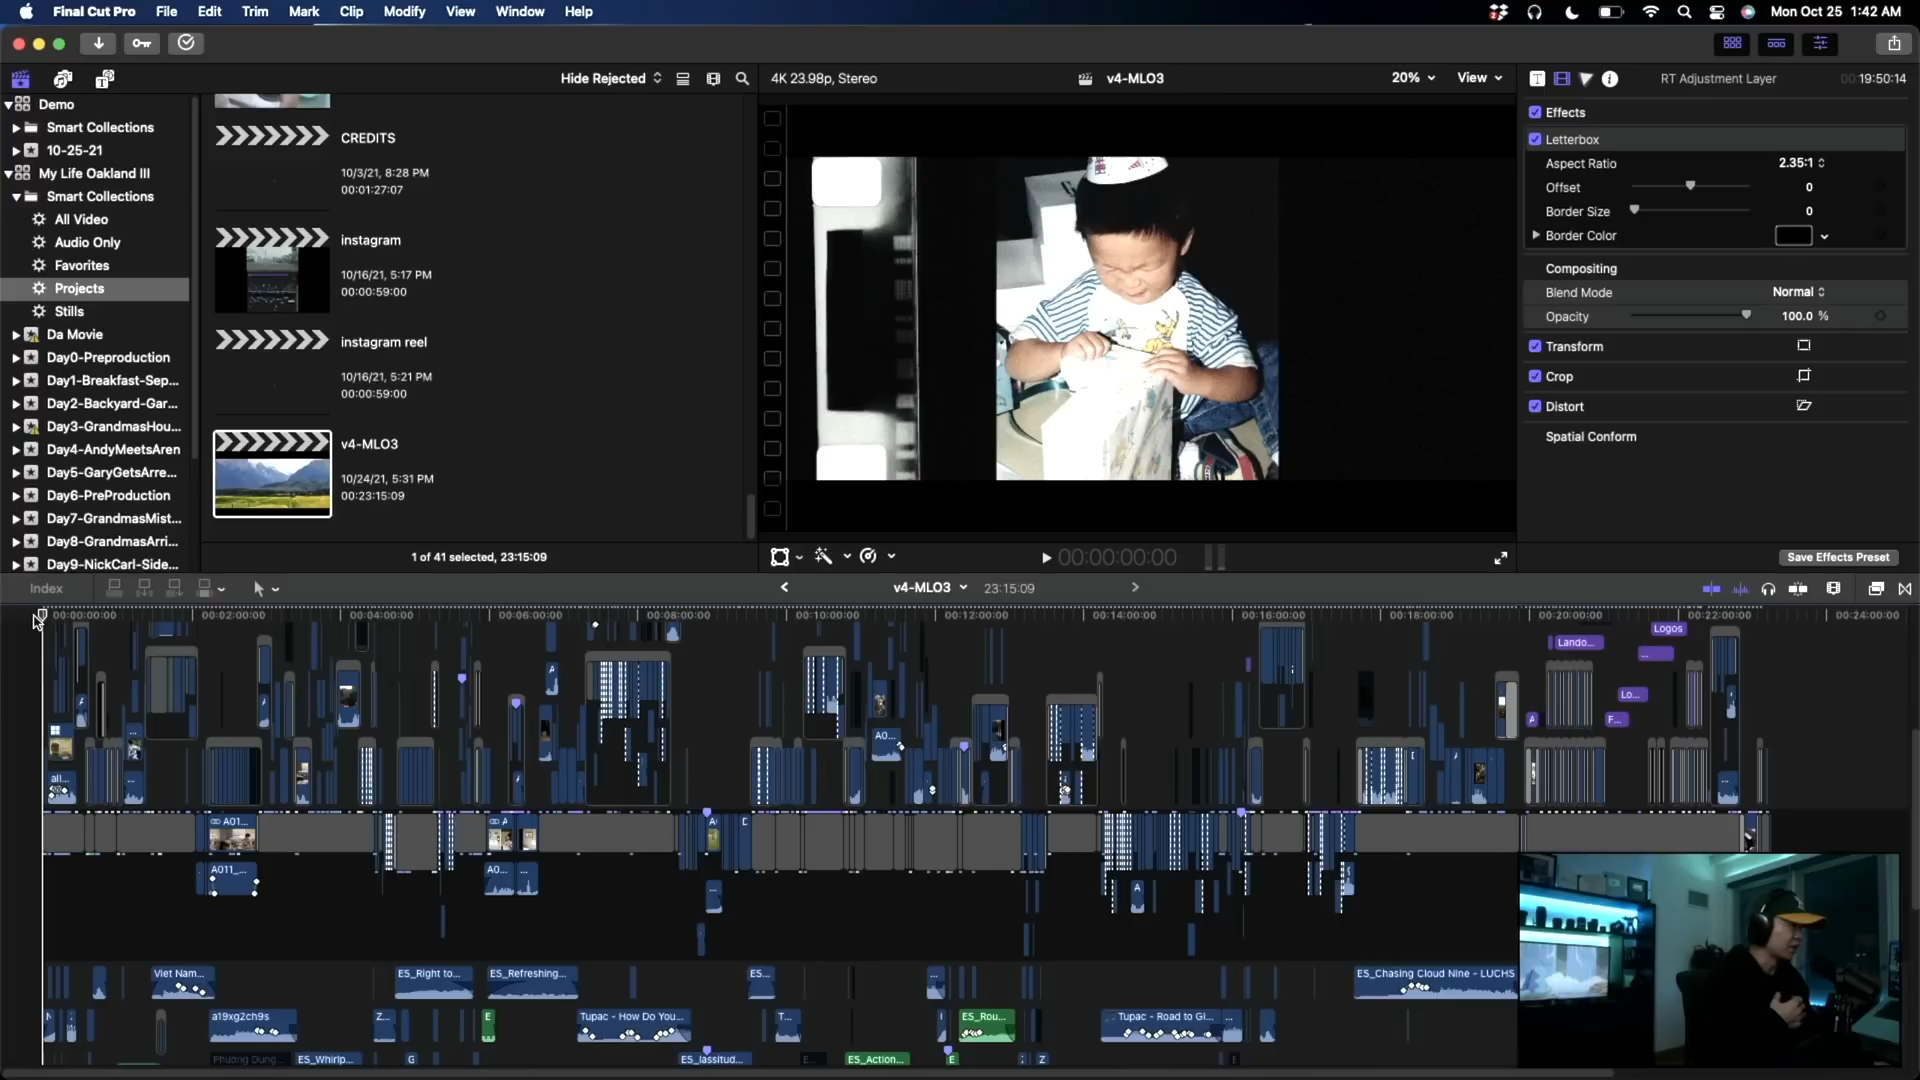 Final Cut Pro File Edit Trim Mark Clip Modify View Window Help
Mon Oct 25 1:42 AM
Hide Rejected
4K 23.98p, Stereo
v4-MLO3
20%
View
RT Adjustment Layer
19:50:14
Demo
Smart Collections
10-25-21
My Life Oakland III
Smart Collections
All Video
Audio Only
Favorites
Projects
Stills
Da Movie
Day0-Preproduction
Day1-Breakfast-Sep...
Day2-Backyard-Gar...
Day3-GrandmasHou...
Day4-AndyMeetsAren
Day5-GaryGetsArre...
Day6-PreProduction
Day7-GrandmasMist...
Day8-GrandmasArri...
Day9-NickCarl-Side...
CREDITS
10/3/21, 8:28 PM
00:01:27:07
instagram
10/16/21, 5:17 PM
00:00:59:00
instagram reel
10/16/21, 5:21 PM
00:00:59:00
v4-MLO3
10/24/21, 5:31 PM
00:23:15:09
1 of 41 selected, 23:15:09
00:00:00:00
Effects
Letterbox
Aspect Ratio 2.35:1
Offset 0
Border Size 0
Border Color
Compositing
Blend Mode Normal
Opacity 100.0 %
Transform
Crop
Distort
Spatial Conform
Save Effects Preset
Index
v4-MLO3
23:15:09
00:00:00:00 00:02:00:00 00:04:00:00 00:06:00:00 00:08:00:00 00:10:00:00 00:12:00:00 00:14:00:00 00:16:00:00 00:18:00:00 00:20:00:00 00:22:00:00 00:24:00:00
Logos
Lando...
...
Lo...
A
F...
A0...
all...
A01...
A
A011_...
A0...
...
A
Viet Nam...
ES_Right to...
ES_Refreshing...
ES...
...
ES_Chasing Cloud Nine - LUCHS
a19xg2ch9s
Z...
E
Tupac - How Do You...
T...
ES_Rou...
Tupac - Road to Gl...
...
Phuong Dung...
ES_Whirlp...
G
ES_lassitud...
E...
ES_Action...
E
Z